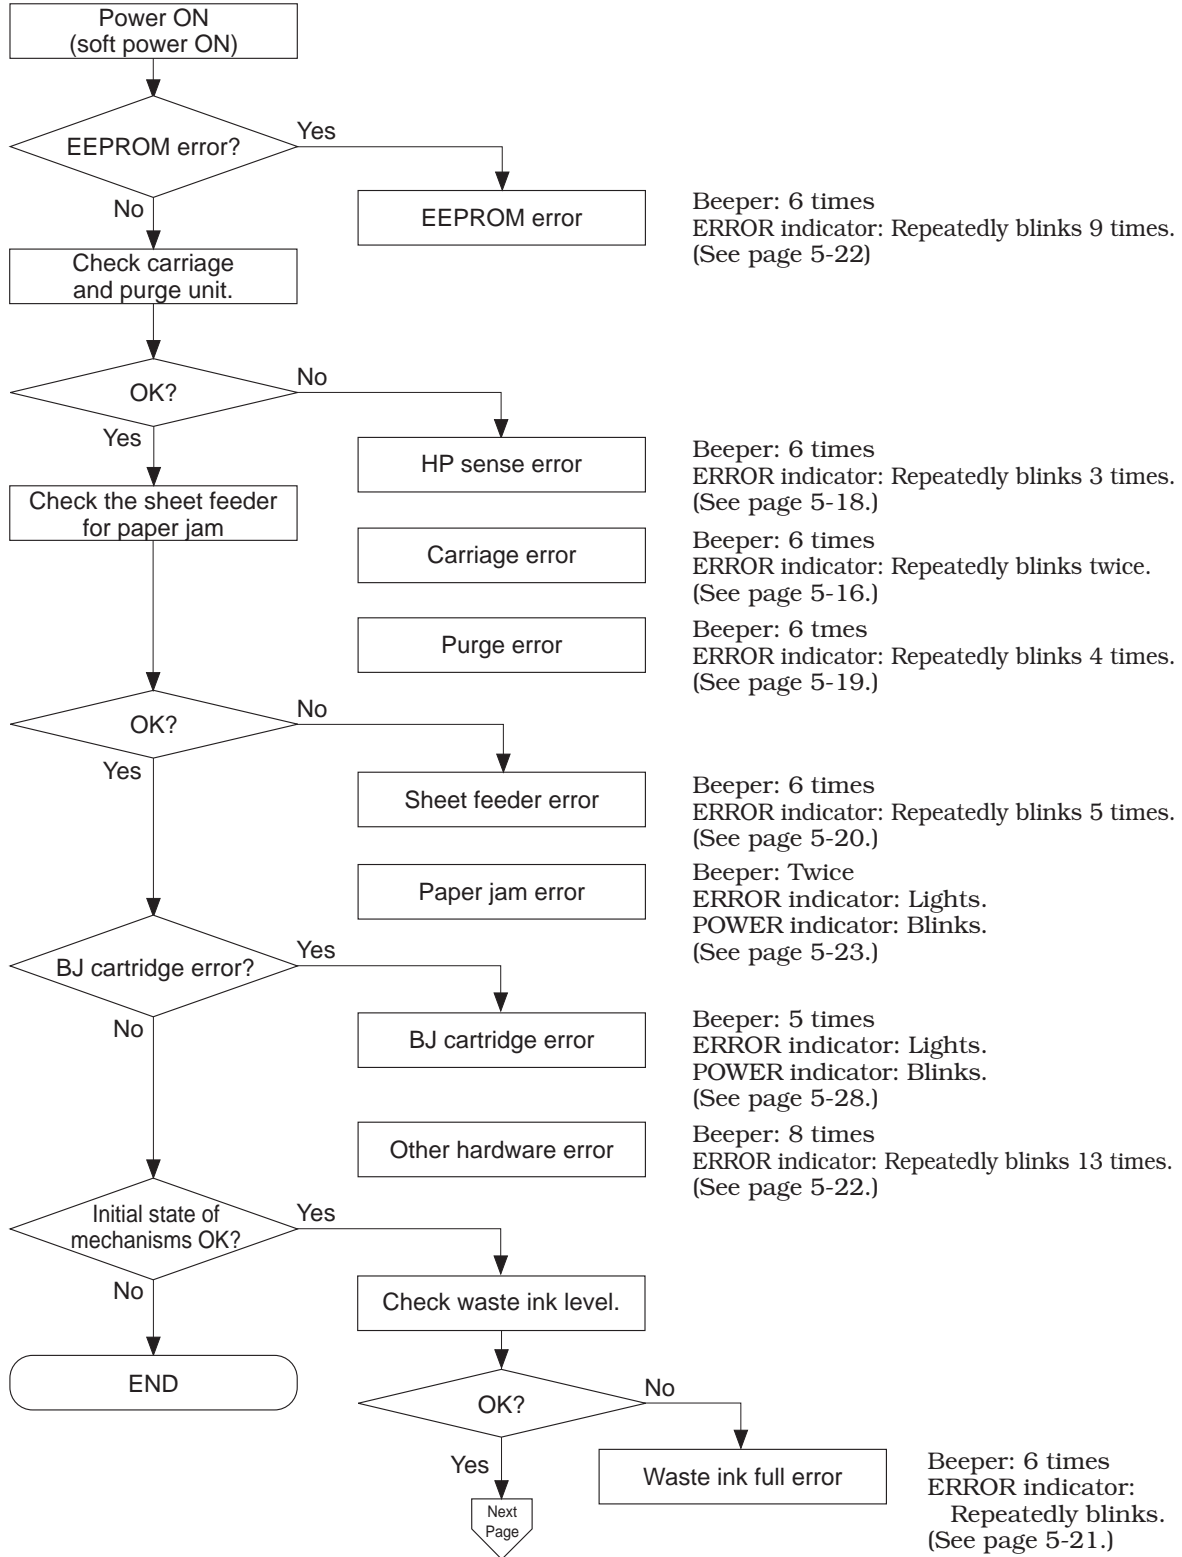 Power ON
(soft power ON)
EEPROM error?
Yes
No
EEPROM error
Beeper: 6 times
ERROR indicator: Repeatedly blinks 9 times.
(See page 5-22)
Check carriage
and purge unit.
OK?
No
Yes
HP sense error
Beeper: 6 times
ERROR indicator: Repeatedly blinks 3 times.
(See page 5-18.)
Check the sheet feeder
for paper jam
Carriage error
Beeper: 6 times
ERROR indicator: Repeatedly blinks twice.
(See page 5-16.)
Purge error
Beeper: 6 tmes
ERROR indicator: Repeatedly blinks 4 times.
(See page 5-19.)
OK?
No
Yes
Sheet feeder error
Beeper: 6 times
ERROR indicator: Repeatedly blinks 5 times.
(See page 5-20.)
Paper jam error
Beeper: Twice
ERROR indicator: Lights.
POWER indicator: Blinks.
(See page 5-23.)
BJ cartridge error?
Yes
No
BJ cartridge error
Beeper: 5 times
ERROR indicator: Lights.
POWER indicator: Blinks.
(See page 5-28.)
Other hardware error
Beeper: 8 times
ERROR indicator: Repeatedly blinks 13 times.
(See page 5-22.)
Initial state of
mechanisms OK?
Yes
No
Check waste ink level.
END
OK?
No
Yes
Waste ink full error
Beeper: 6 times
ERROR indicator:
Repeatedly blinks.
(See page 5-21.)
Next
Page